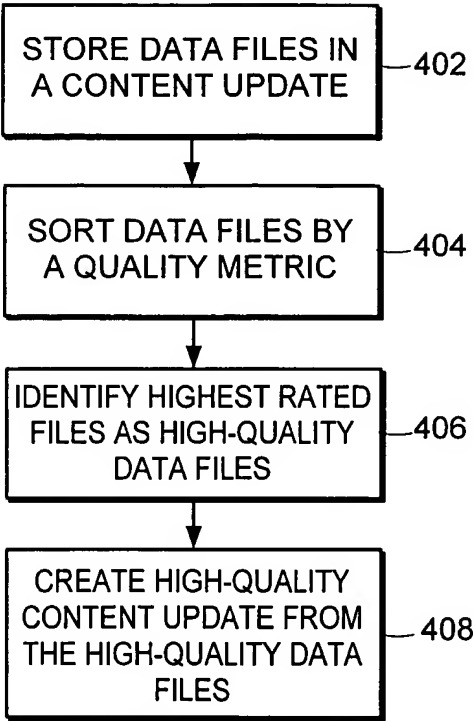 STORE DATA FILES IN
A CONTENT UPDATE
402
SORT DATA FILES BY
A QUALITY METRIC
404
IDENTIFY HIGHEST RATED
FILES AS HIGH-QUALITY
DATA FILES
406
CREATE HIGH-QUALITY
CONTENT UPDATE FROM
THE HIGH-QUALITY DATA
FILES
408